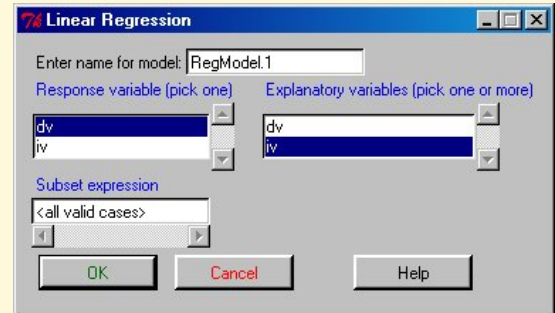 Linear Regression
Enter name for model: RegModel.1
Response variable (pick one)
Explanatory variables (pick one or more)
dv
iv
dv
iv
Subset expression
<all valid cases>
OK
Cancel
Help